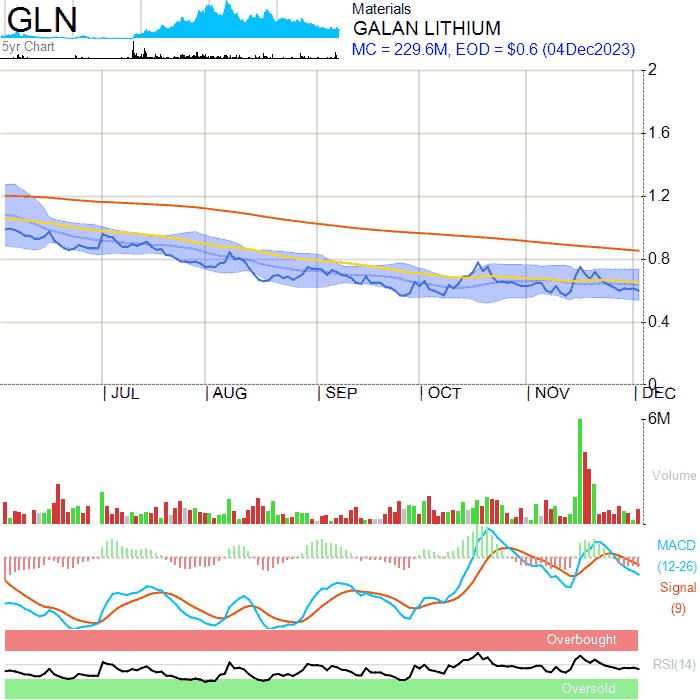 GLN
5yr Chart
Materials
GALAN LITHIUM
MC = 229.6M, EOD = $0.6 (04Dec2023)
2
1.6
1.2
0.8
0.4
0
JUL AUG SEP OCT NOV DEC
6M
Volume
MACD
(12-26)
Signal
(9)
Overbought
RSI(14)
Oversold